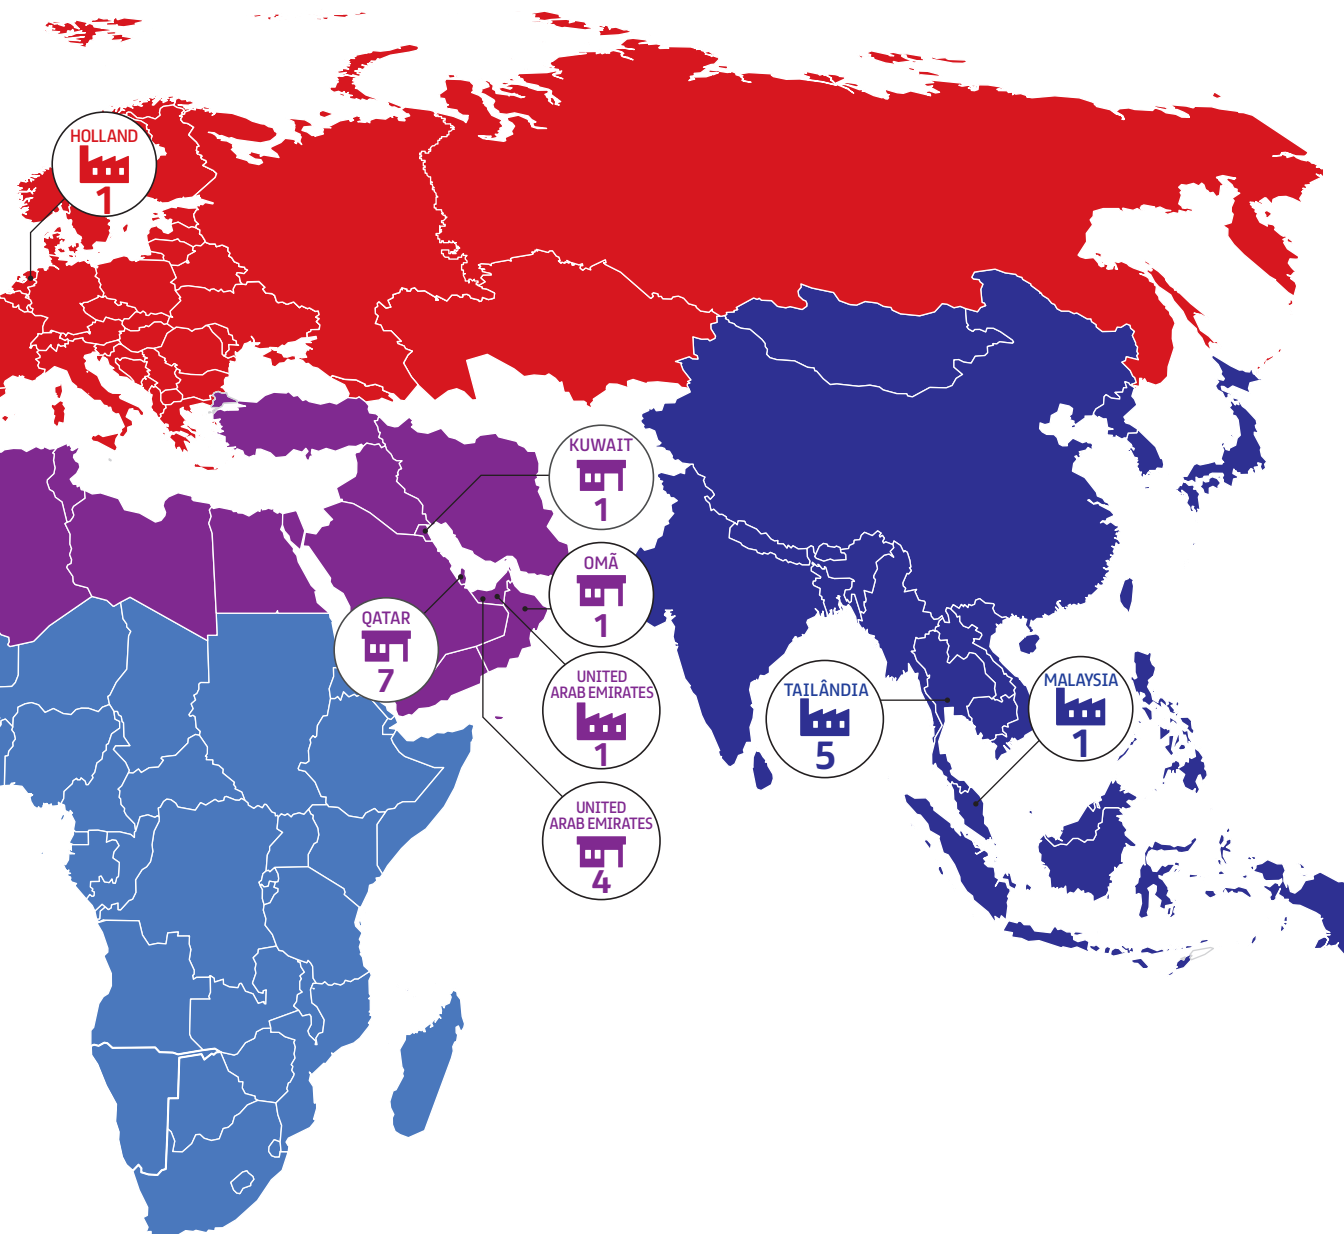 HOLLAND
1
KUWAIT
1
OMÃ
1
QATAR
7
UNITED
ARAB EMIRATES
1
UNITED
ARAB EMIRATES
4
TAILÂNDIA
5
MALAYSIA
1